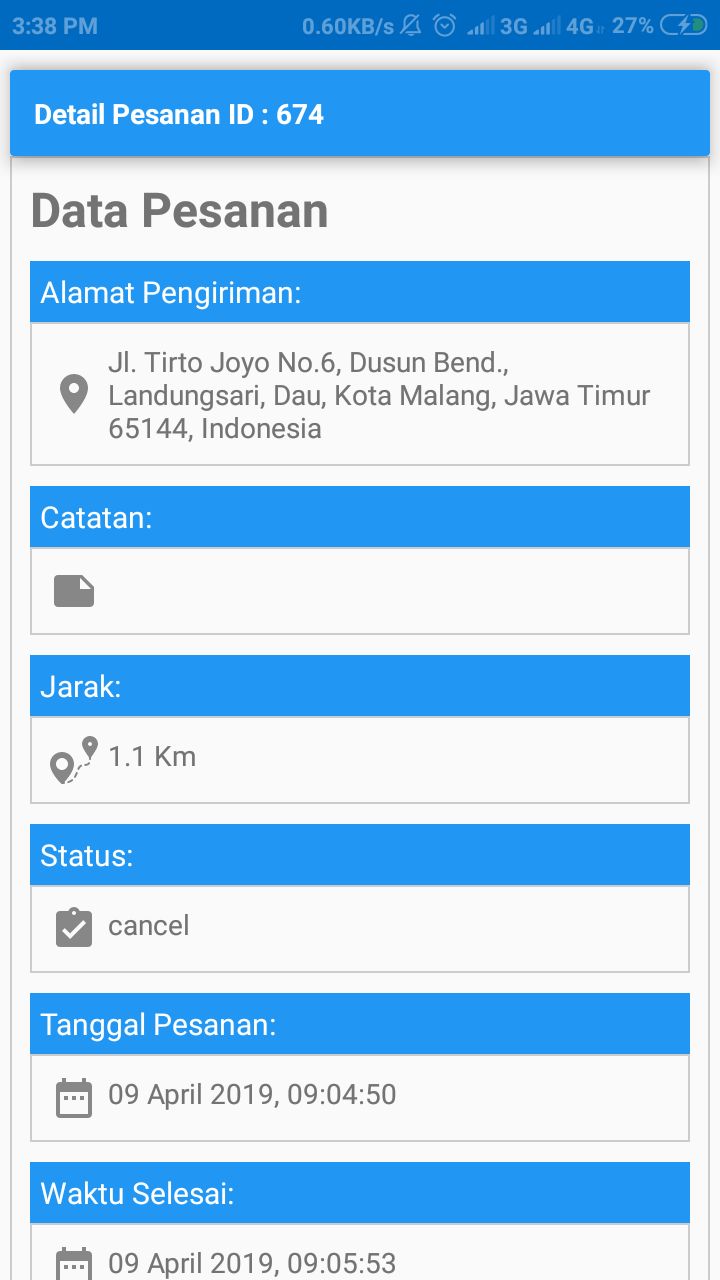 3:38 PM 0.60KB/s 3G 4G 27%
Detail Pesanan ID : 674
Data Pesanan
Alamat Pengiriman:
Jl. Tirto Joyo No.6, Dusun Bend.,
Landungsari, Dau, Kota Malang, Jawa Timur
65144, Indonesia
Catatan:
Jarak:
1.1 Km
Status:
cancel
Tanggal Pesanan:
09 April 2019, 09:04:50
Waktu Selesai:
09 April 2019, 09:05:53